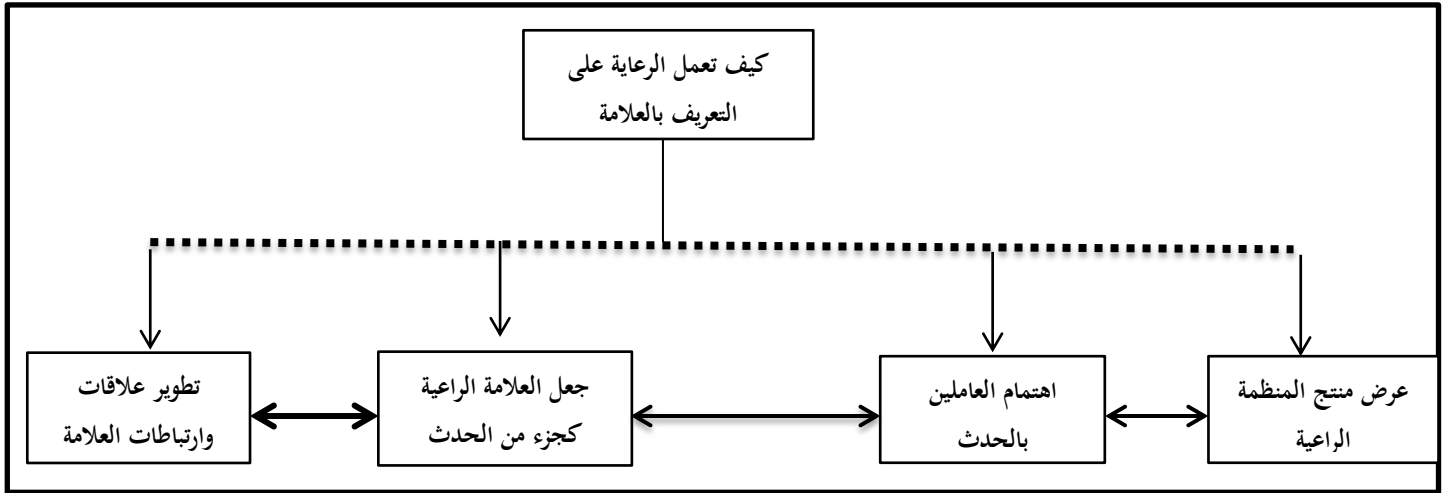 كيف تعمل الرعاية على
التعريف بالعلامة
عرض منتج المنظمة
الراعية
اهتمام العاملين
بالحدث
جعل العلامة الراعية
كجزء من الحدث
تطوير علاقات
وارتباطات العلامة